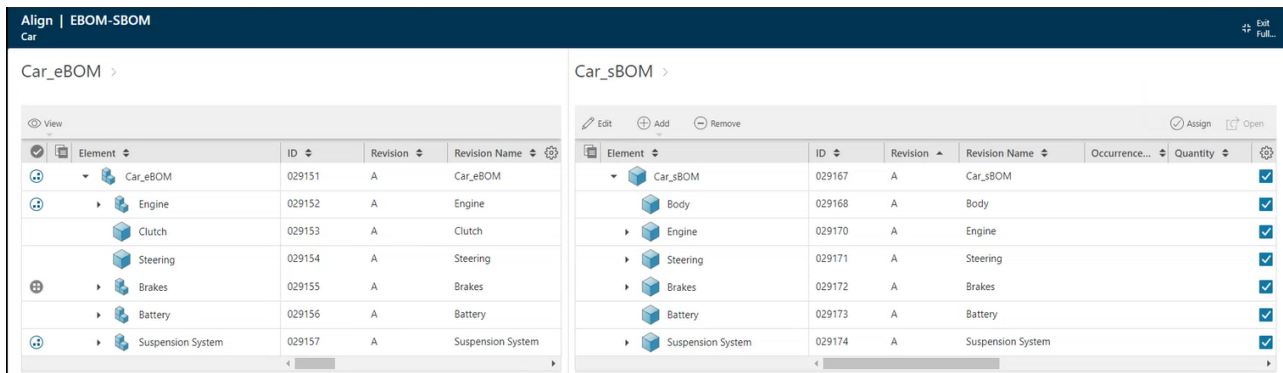 Align | EBOM-SBOM
Car
Exit
Full...
Car_eBOM >
Car_sBOM >
View
Edit Add Remove Assign Open
Element ID Revision Revision Name
Car_eBOM 029151 A Car_eBOM
Engine 029152 A Engine
Clutch 029153 A Clutch
Steering 029154 A Steering
Brakes 029155 A Brakes
Battery 029156 A Battery
Suspension System 029157 A Suspension System
Element ID Revision Revision Name Occurrence... Quantity
Car_sBOM 029167 A Car_sBOM
Body 029168 A Body
Engine 029170 A Engine
Steering 029171 A Steering
Brakes 029172 A Brakes
Battery 029173 A Battery
Suspension System 029174 A Suspension System